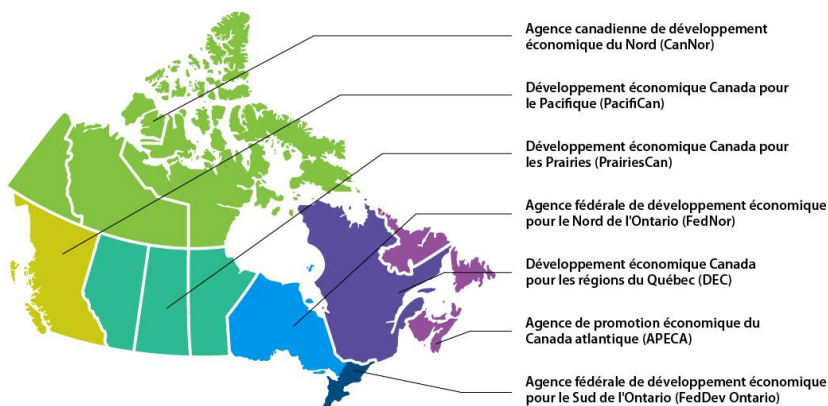 Agence canadienne de développement
économique du Nord (CanNor)
Développement économique Canada pour
le Pacifique (PacifiCan)
Développement économique Canada pour
les Prairies (PrairiesCan)
Agence fédérale de développement économique
pour le Nord de l'Ontario (FedNor)
Développement économique Canada
pour les régions du Québec (DEC)
Agence de promotion économique du
Canada atlantique (APECA)
Agence fédérale de développement économique
pour le Sud de l'Ontario (FedDev Ontario)